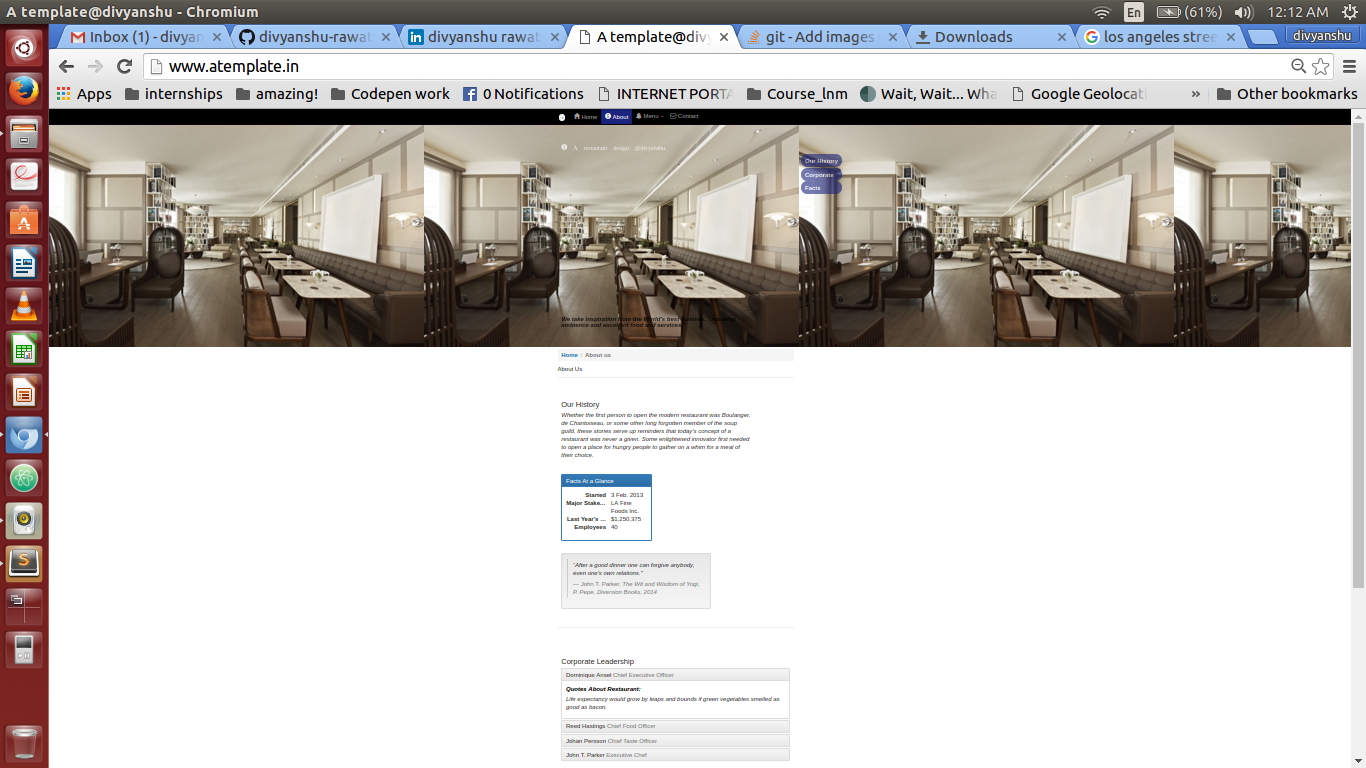 A template@divyanshu - Chromium
En
(61%)
12:12 AM
Inbox (1) - divyan
divyanshu-rawat
divyanshu rawat
A template@divy
git - Add images
Downloads
los angeles stree
divyanshu
www.atemplate.in
Apps
internships
amazing!
Codepen work
0 Notifications
INTERNET PORTA
Course_lnm
Wait, Wait... Wha
Google Geolocati
»
Other bookmarks
Home
About
Menu
Contact
A restaurant design @divyanshu
Our History
Corporate
Facts
We take inspiration from the World's best
ambience and excellent food and services
Home / About us
About Us
Our History
Whether the first person to open the modern restaurant was Boulanger,
de Chantoiseau, or some other long forgotten member of the soup
guild, these stories serve up reminders that today's concept of a
restaurant was never a given. Some enlightened innovator first needed
to open a place for hungry people to gather on a whim for a meal of
their choice.
Facts At a Glance
Started 3 Feb. 2013
Major Stake... LA Fine
Foods Inc.
Last Year's ... $1,250,375
Employees 40
"After a good dinner one can forgive anybody,
even one's own relations."
— John T. Parker, The Wit and Wisdom of Yogi,
P. Pepe, Diversion Books, 2014
Corporate Leadership
Dominique Ansel Chief Executive Officer
Quotes About Restaurant:
Life expectancy would grow by leaps and bounds if green vegetables smelled as
good as bacon.
Reed Hastings Chief Food Officer
Johan Persson Chief Taste Officer
John T. Parker Executive Chef